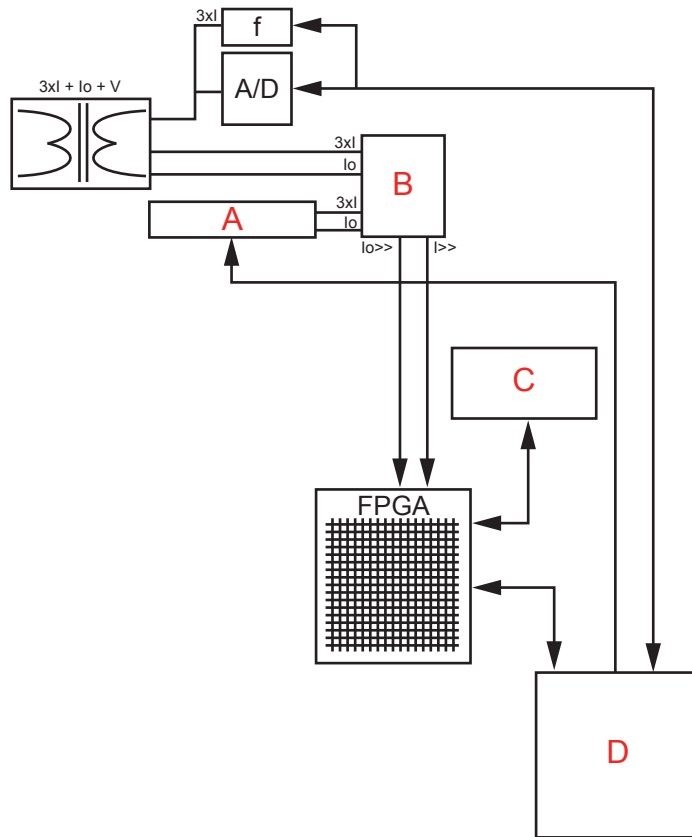 3xI
f
3xI + Io + V
A/D
3xI
Io
B
3xI
A
Io
Io>>
I>>
C
FPGA
D